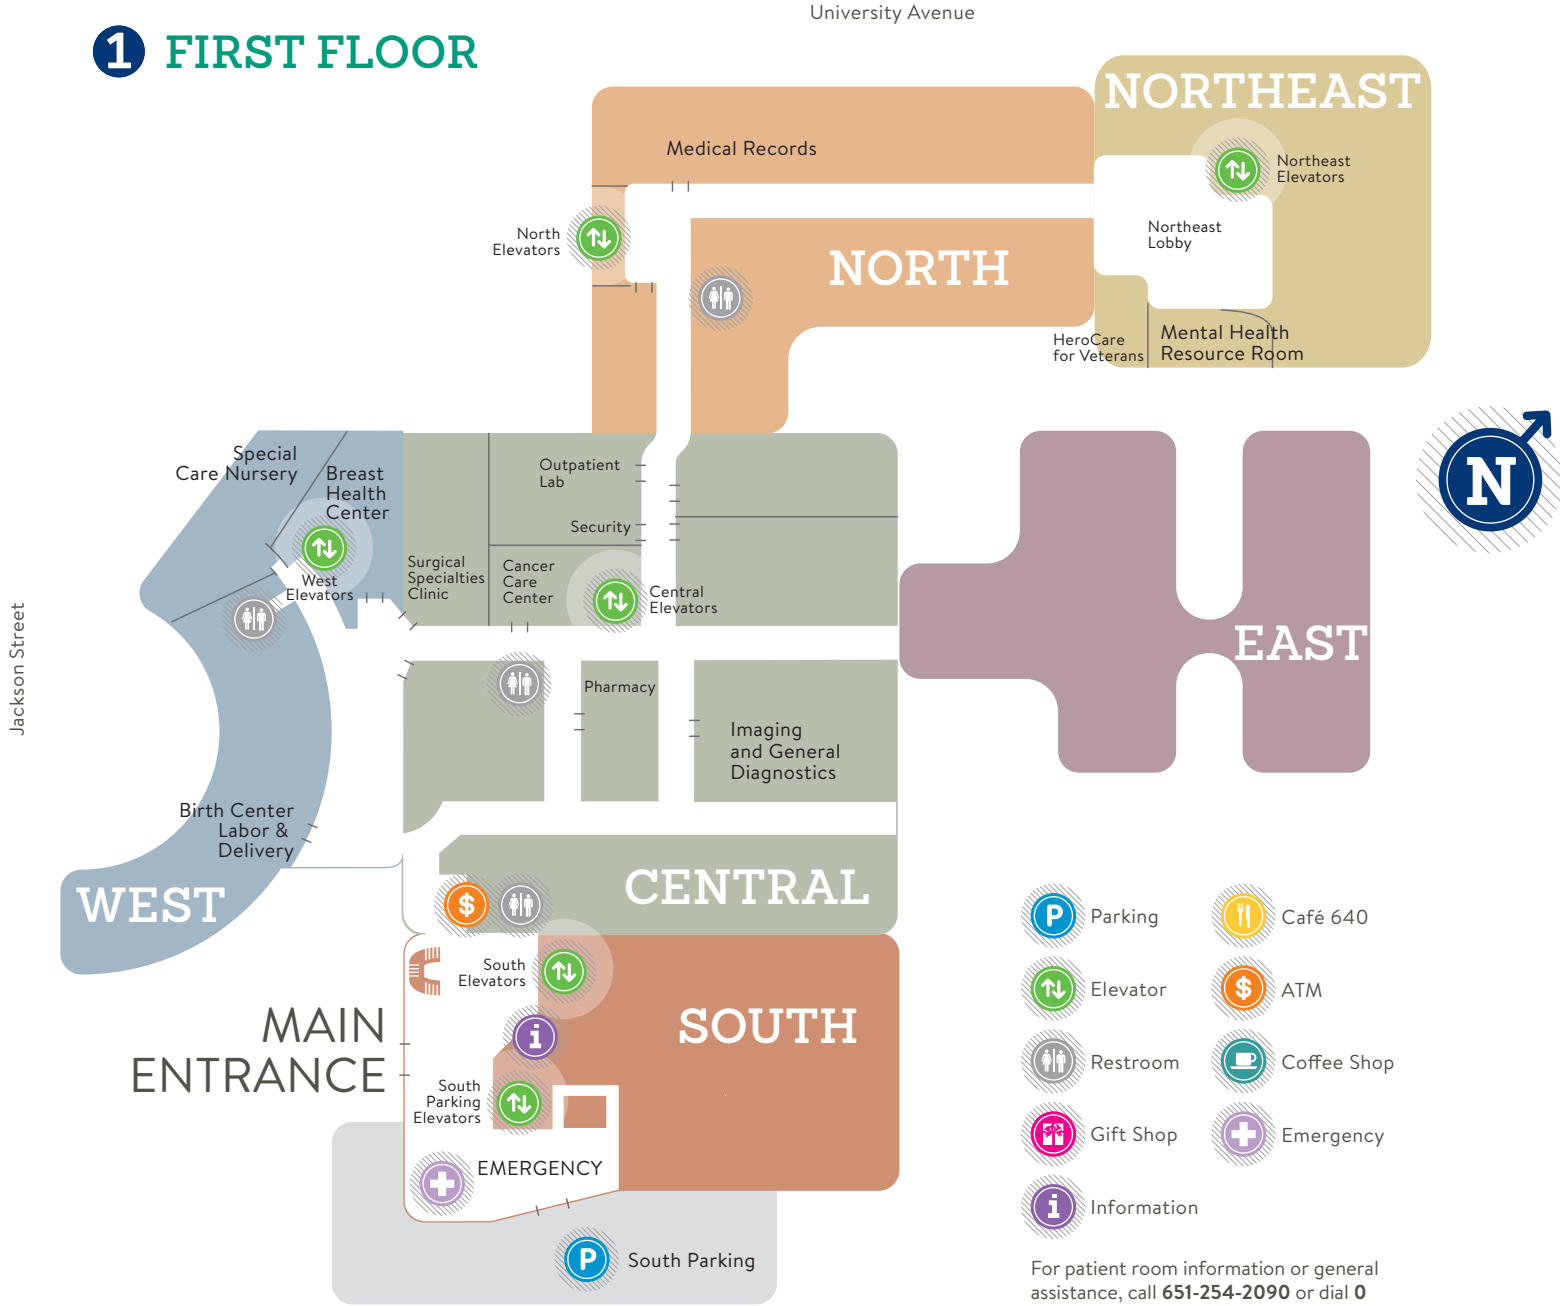 University Avenue
1 FIRST FLOOR
NORTHEAST
Medical Records
Northeast
Elevators
North
Elevators
Northeast
Lobby
NORTH
HeroCare
for Veterans
Mental Health
Resource Room
N
Special
Care Nursery
Breast
Health
Center
Outpatient
Lab
Security
Surgical
Specialties
Clinic
Cancer
Care
Center
West
Elevators
Central
Elevators
Jackson Street
EAST
Pharmacy
Imaging
and General
Diagnostics
Birth Center
Labor &
Delivery
WEST
CENTRAL
$
South
Elevators
i
SOUTH
MAIN
ENTRANCE
South
Parking
Elevators
EMERGENCY
P
South Parking
P Parking
Elevator
Restroom
Gift Shop
i Information
Café 640
$ ATM
Coffee Shop
Emergency
For patient room information or general
assistance, call 651-254-2090 or dial 0